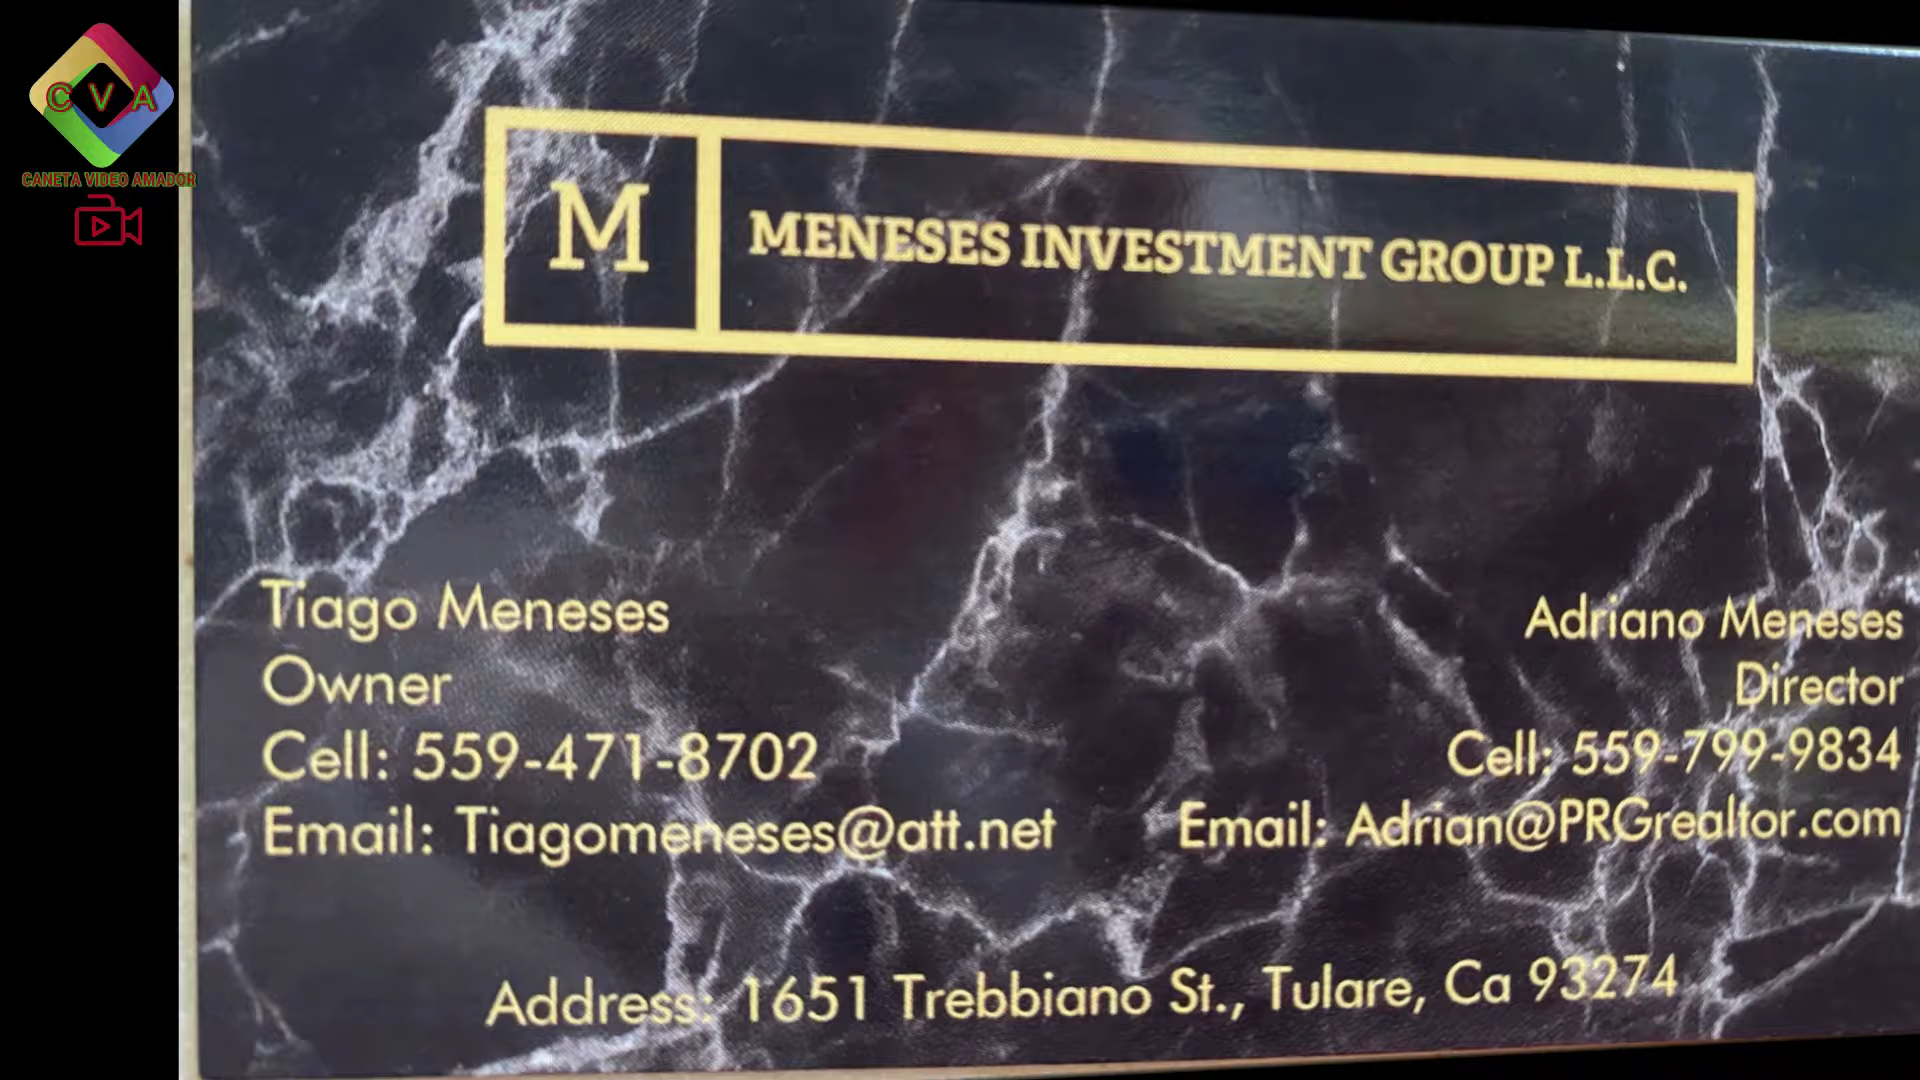 C V A
CANETA VIDEO AMADOR
M
MENESES INVESTMENT GROUP L.L.C.
Tiago Meneses
Owner
Cell: 559-471-8702
Email: Tiagomeneses@att.net
Adriano Meneses
Director
Cell: 559-799-9834
Email: Adrian@PRGrealtor.com
Address: 1651 Trebbiano St., Tulare, Ca 93274